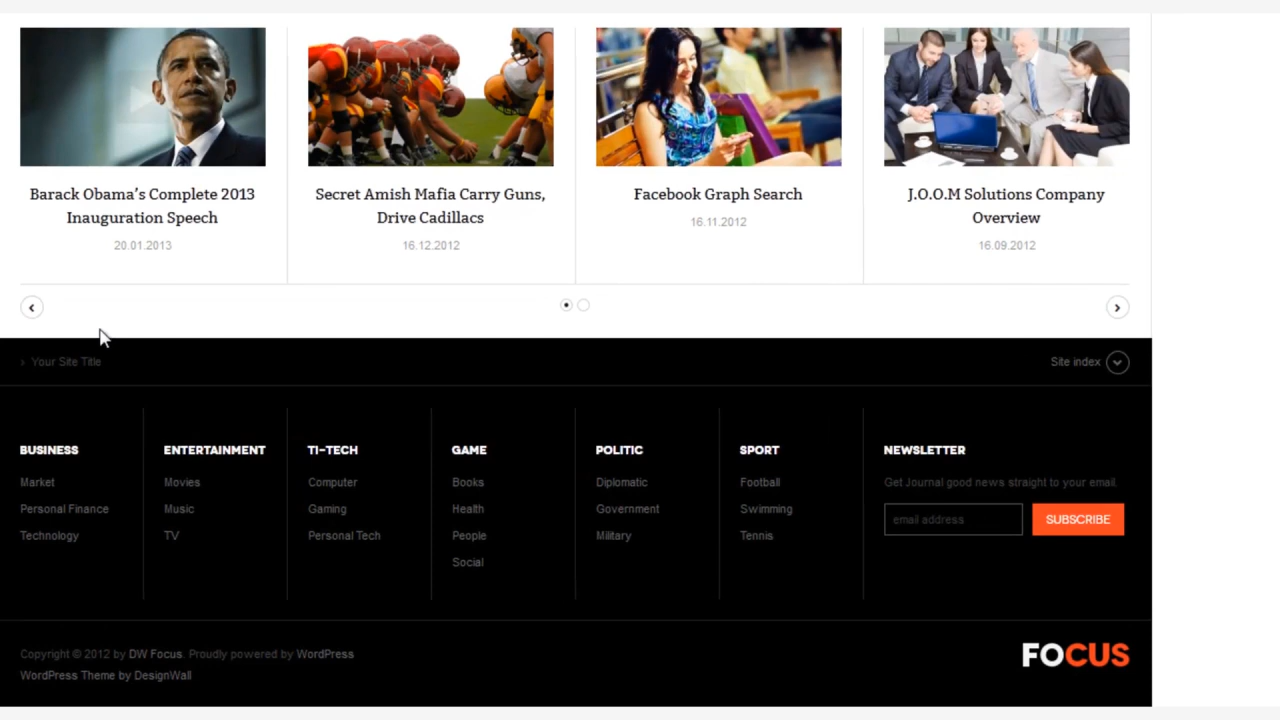 Barack Obama's Complete 2013
Inauguration Speech
20.01.2013
Secret Amish Mafia Carry Guns,
Drive Cadillacs
16.12.2012
Facebook Graph Search
16.11.2012
J.O.O.M Solutions Company
Overview
16.09.2012
Your Site Title
Site index
BUSINESS
Market
Personal Finance
Technology
ENTERTAINMENT
Movies
Music
TV
TI-TECH
Computer
Gaming
Personal Tech
GAME
Books
Health
People
Social
POLITIC
Diplomatic
Government
Military
SPORT
Football
Swimming
Tennis
NEWSLETTER
Get Journal good news straight to your email.
email address
SUBSCRIBE
Copyright © 2012 by DW Focus. Proudly powered by WordPress
WordPress Theme by DesignWall
FOCUS